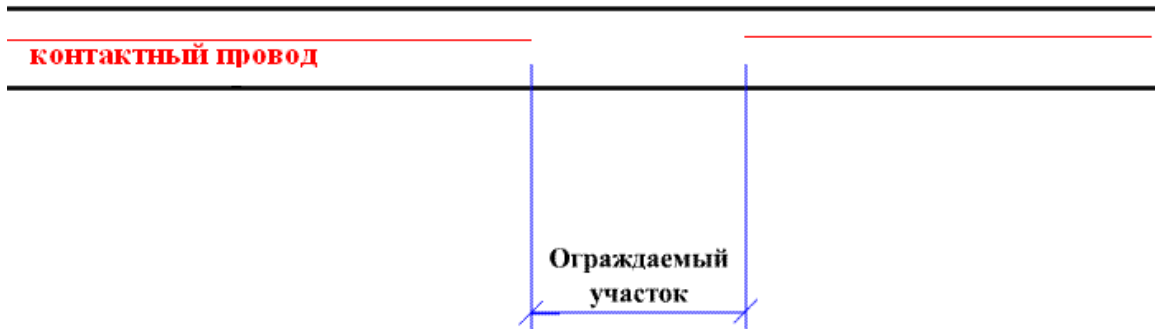 контактный провод
Ограждаемый
участок